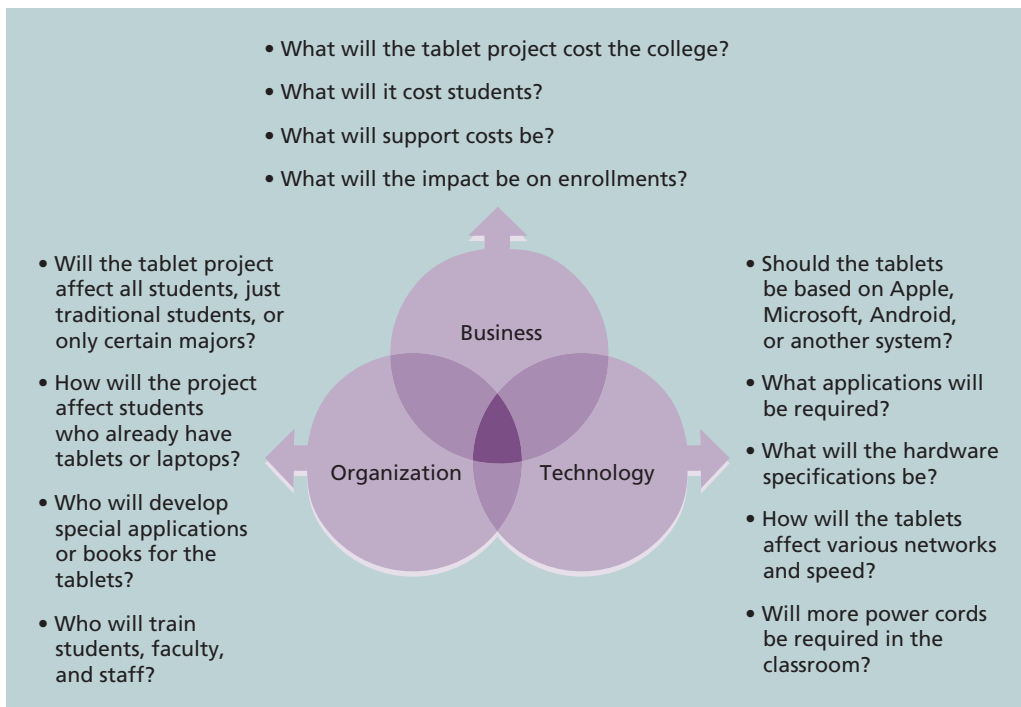 • What will the tablet project cost the college?
• What will it cost students?
• What will support costs be?
• What will the impact be on enrollments?
• Will the tablet project
affect all students, just
traditional students, or
only certain majors?
• How will the project
affect students
who already have
tablets or laptops?
• Who will develop
special applications
or books for the
tablets?
• Who will train
students, faculty,
and staff?
Business
Organization
Technology
• Should the tablets
be based on Apple,
Microsoft, Android,
or another system?
• What applications will
be required?
• What will the hardware
specifications be?
• How will the tablets
affect various networks
and speed?
• Will more power cords
be required in the
classroom?